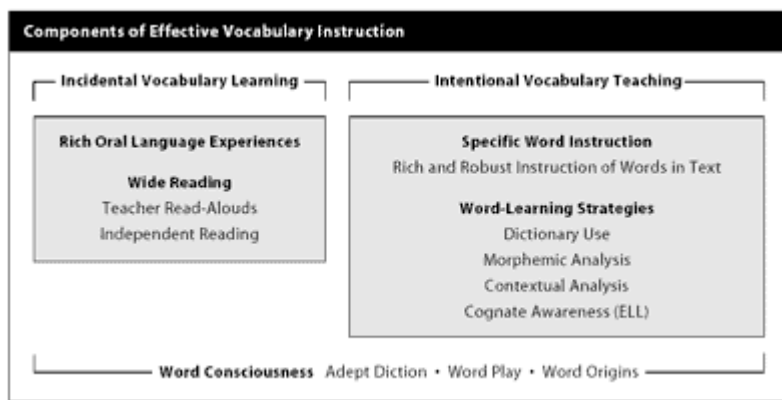 Components of Effective Vocabulary Instruction
Incidental Vocabulary Learning
Rich Oral Language Experiences
Wide Reading
Teacher Read-Alouds
Independent Reading
Intentional Vocabulary Teaching
Specific Word Instruction
Rich and Robust Instruction of Words in Text
Word-Learning Strategies
Dictionary Use
Morphemic Analysis
Contextual Analysis
Cognate Awareness (ELL)
Word Consciousness Adept Diction • Word Play • Word Origins